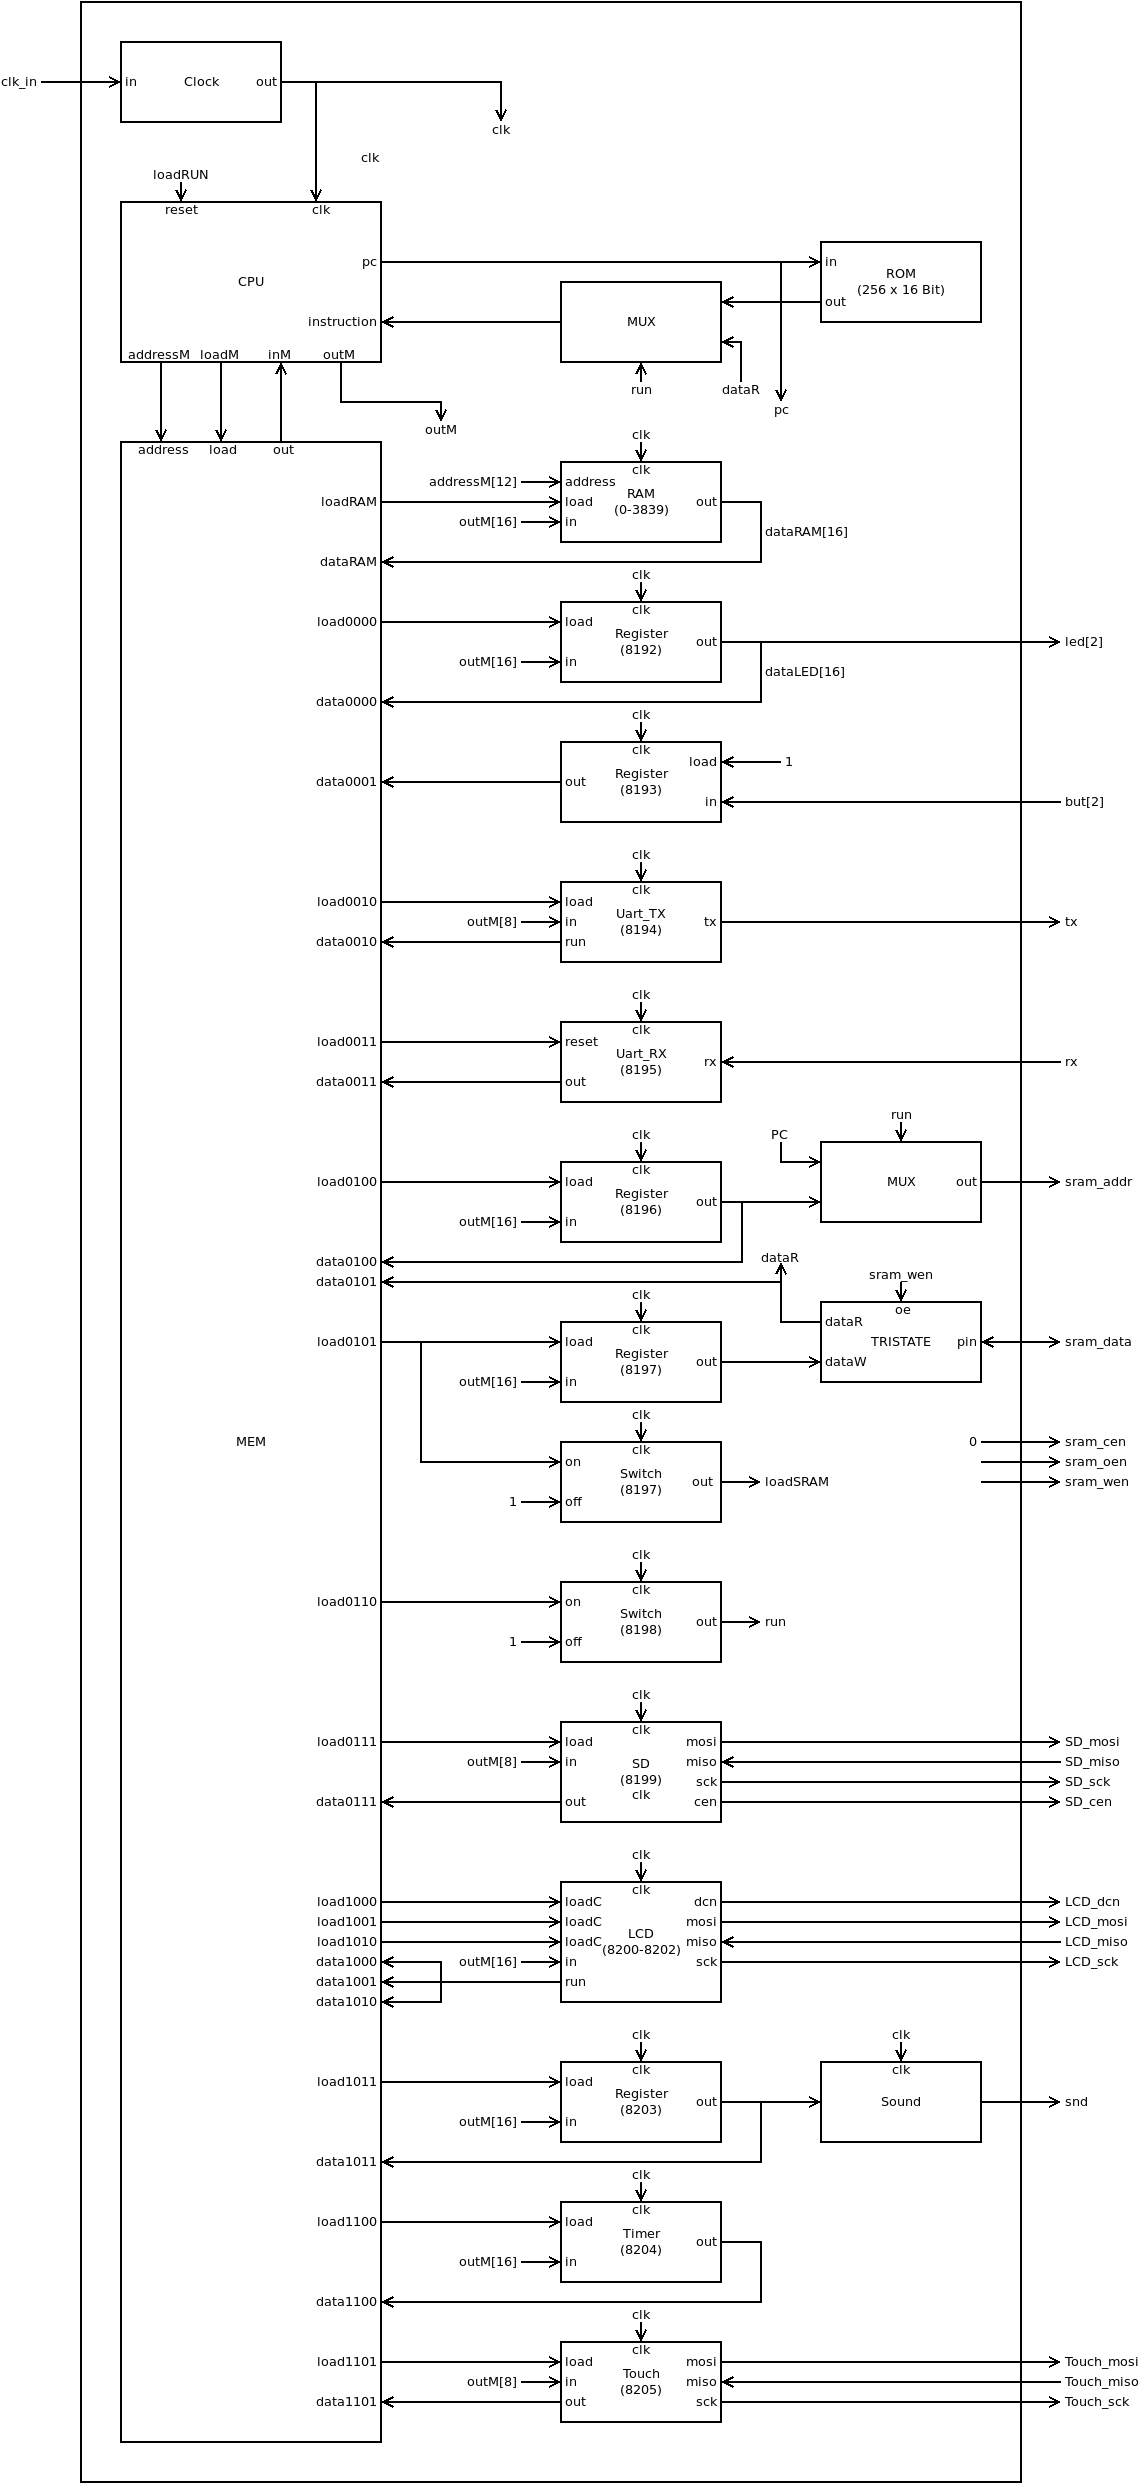 clk_in
in
Clock
out
clk
clk
loadRUN
reset
clk
pc
CPU
instruction
addressM
loadM
inM
outM
in
ROM
(256 x 16 Bit)
out
MUX
run
dataR
pc
outM
address
load
out
clk
clk
loadRAM
addressM[12]
address
load
RAM
(0-3839)
out
outM[16]
in
dataRAM[16]
dataRAM
clk
clk
load0000
load
Register
(8192)
out
led[2]
outM[16]
in
dataLED[16]
data0000
clk
clk
load
1
Register
(8193)
data0001
out
in
but[2]
clk
clk
load0010
load
Uart_TX
(8194)
outM[8]
in
tx
tx
data0010
run
clk
clk
load0011
reset
Uart_RX
(8195)
rx
rx
data0011
out
run
PC
clk
clk
load0100
load
Register
(8196)
out
MUX
out
sram_addr
outM[16]
in
data0100
dataR
data0101
sram_wen
oe
clk
clk
dataR
load0101
load
Register
(8197)
out
TRISTATE
pin
sram_data
dataW
outM[16]
in
clk
clk
MEM
0
sram_cen
on
sram_oen
Switch
(8197)
out
loadSRAM
sram_wen
1
off
clk
clk
load0110
on
Switch
(8198)
out
run
1
off
clk
clk
load0111
load
mosi
SD_mosi
outM[8]
in
SD
(8199)
clk
miso
SD_miso
sck
SD_sck
data0111
out
cen
SD_cen
clk
clk
load1000
loadC
dcn
LCD_dcn
load1001
loadC
mosi
LCD_mosi
LCD
(8200-8202)
load1010
loadC
miso
LCD_miso
data1000
outM[16]
in
sck
LCD_sck
data1001
run
data1010
clk
clk
clk
clk
load1011
load
Register
(8203)
out
Sound
snd
outM[16]
in
data1011
clk
clk
load1100
load
Timer
(8204)
out
outM[16]
in
data1100
clk
clk
load1101
load
mosi
Touch_mosi
Touch
(8205)
outM[8]
in
miso
Touch_miso
data1101
out
sck
Touch_sck